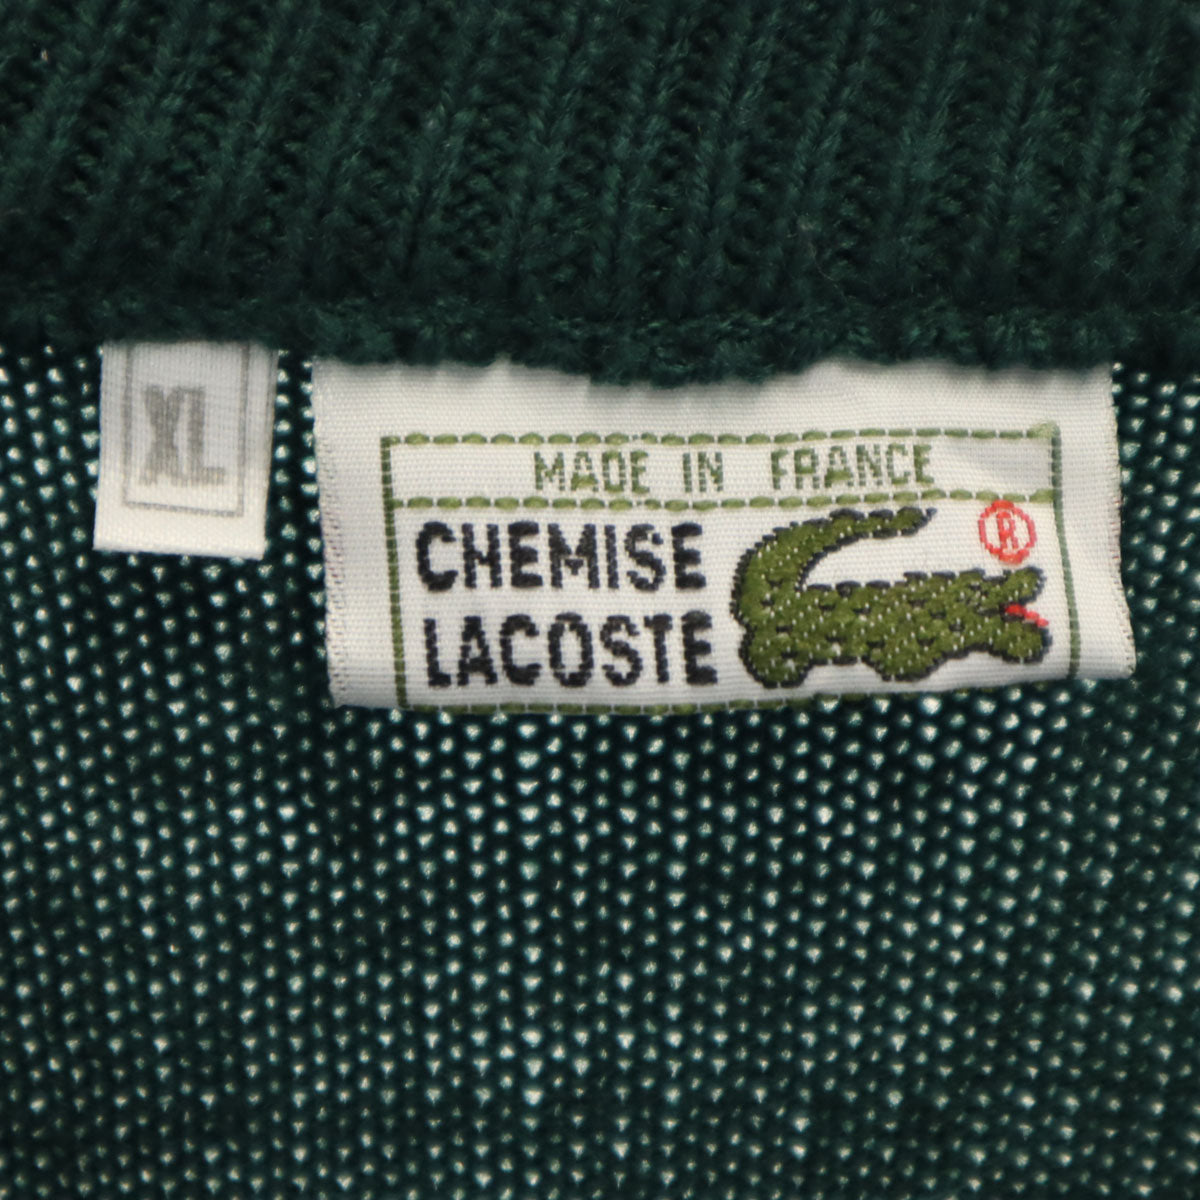 XL
MADE IN FRANCE
CHEMISE
LACOSTE
®